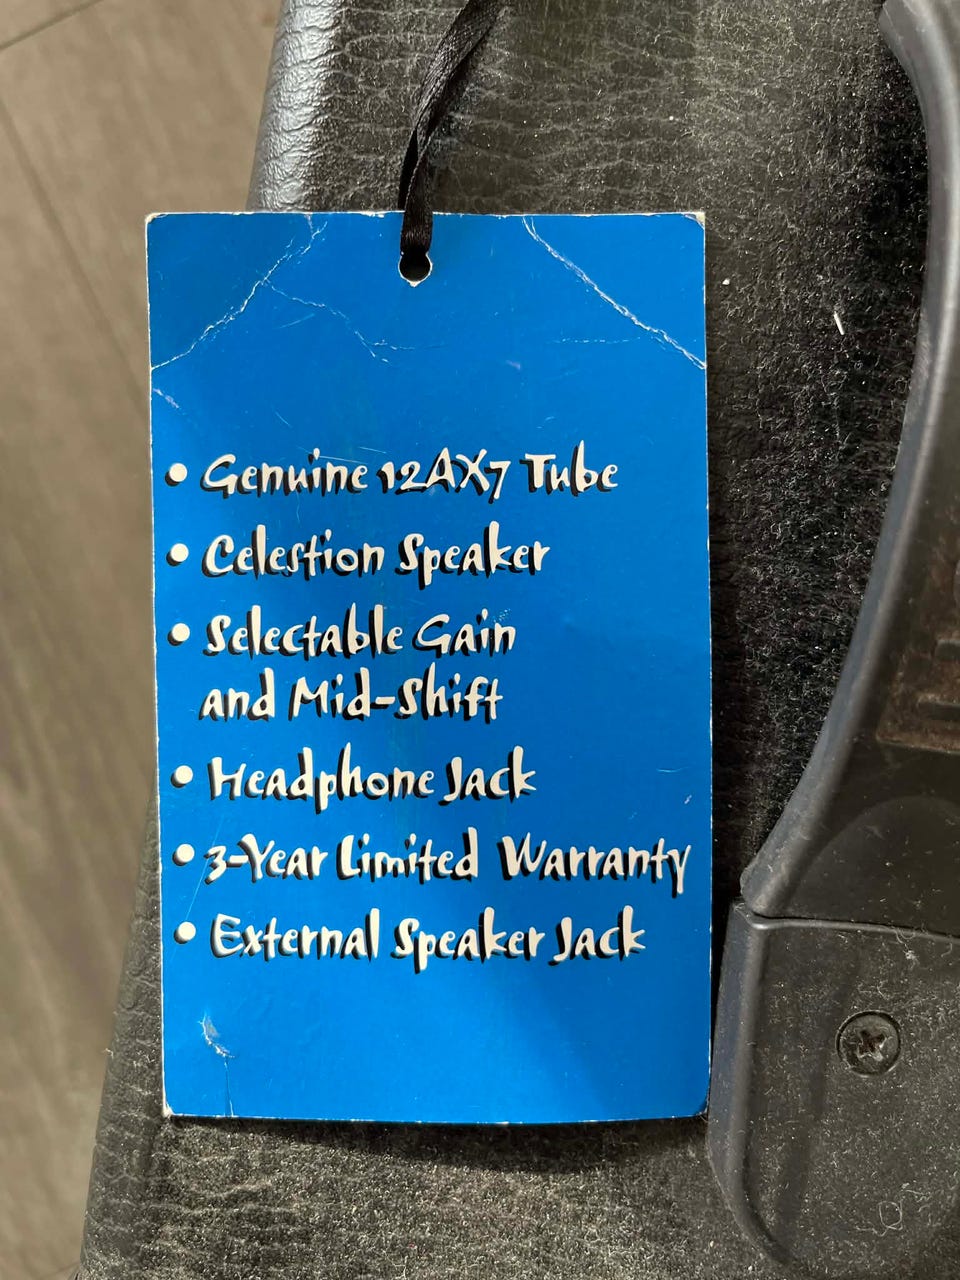 • Genuine 12AX7 Tube
• Celestion Speaker
• Selectable Gain
and Mid-Shift
• Headphone Jack
• 3-Year Limited Warranty
• External Speaker Jack